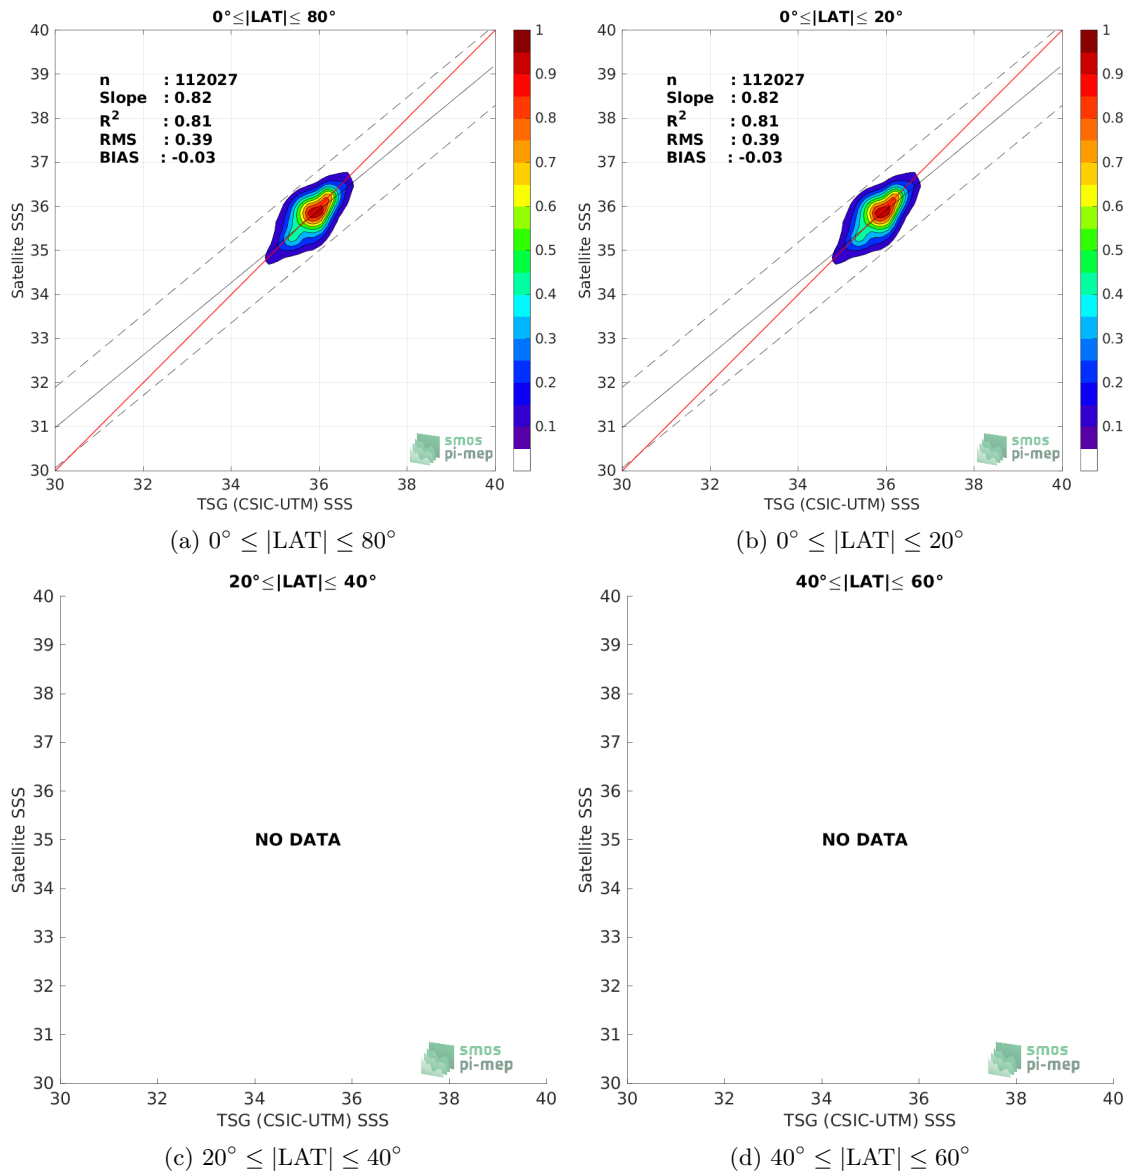 0°≤|LAT|≤ 80°
40
39
38
37
36
35
34
33
32
31
30
Satellite SSS
n : 112027
Slope : 0.82
R² : 0.81
RMS : 0.39
BIAS : -0.03
smos
pi-mep
30 32 34 36 38 40
TSG (CSIC-UTM) SSS
1
0.9
0.8
0.7
0.6
0.5
0.4
0.3
0.2
0.1
(a) 0° ≤ |LAT| ≤ 80°
0°≤|LAT|≤ 20°
40
39
38
37
36
35
34
33
32
31
30
Satellite SSS
n : 112027
Slope : 0.82
R² : 0.81
RMS : 0.39
BIAS : -0.03
smos
pi-mep
30 32 34 36 38 40
TSG (CSIC-UTM) SSS
1
0.9
0.8
0.7
0.6
0.5
0.4
0.3
0.2
0.1
(b) 0° ≤ |LAT| ≤ 20°
20°≤|LAT|≤ 40°
40
39
38
37
36
35
34
33
32
31
30
Satellite SSS
NO DATA
smos
pi-mep
30 32 34 36 38 40
TSG (CSIC-UTM) SSS
(c) 20° ≤ |LAT| ≤ 40°
40°≤|LAT|≤ 60°
40
39
38
37
36
35
34
33
32
31
30
Satellite SSS
NO DATA
smos
pi-mep
30 32 34 36 38 40
TSG (CSIC-UTM) SSS
(d) 40° ≤ |LAT| ≤ 60°